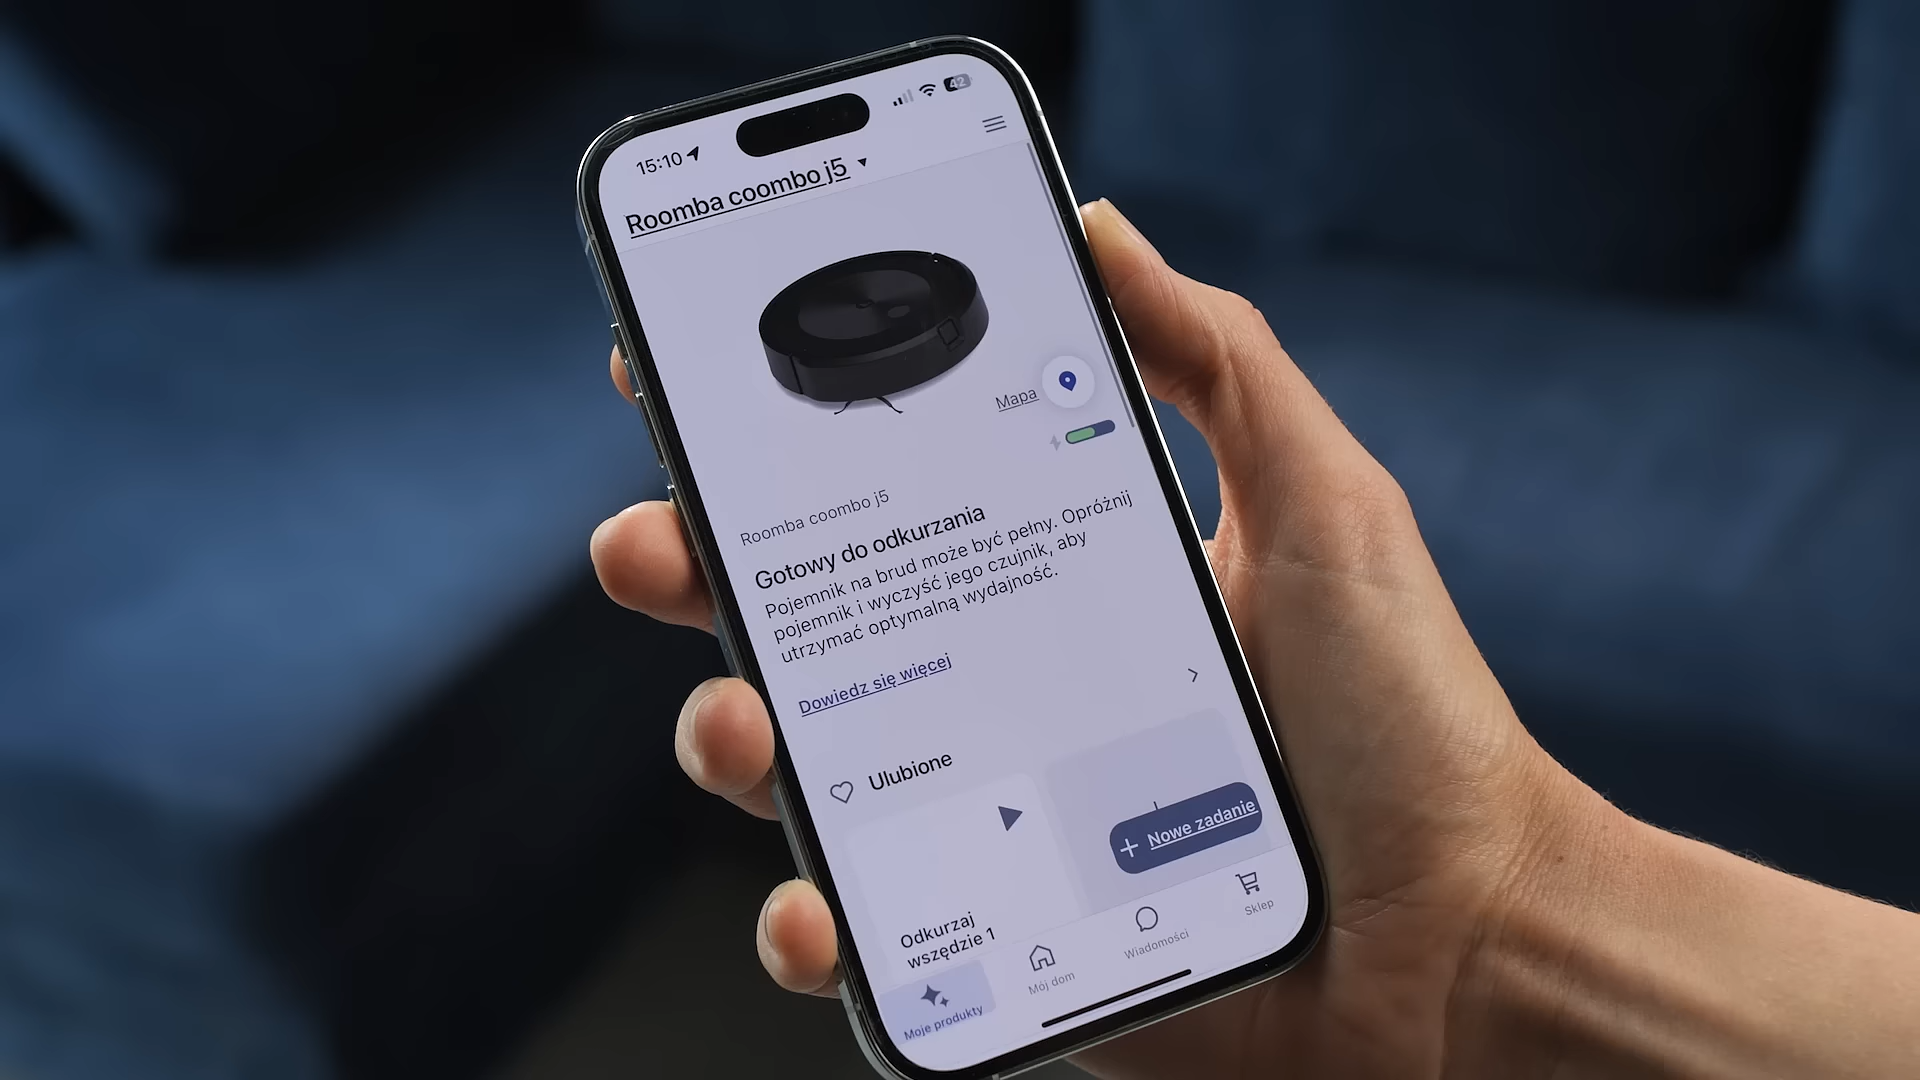 15:10
42
Roomba coombo j5
Mapa
Roomba coombo j5
Gotowy do odkurzania
Pojemnik na brud może być pełny. Opróżnij
pojemnik i wyczyść jego czujnik, aby
utrzymać optymalną wydajność.
Dowiedz się więcej
Ulubione
Nowe zadanie
Odkurzaj
wszędzie 1
Moje produkty
Mój dom
Wiadomości
Sklep